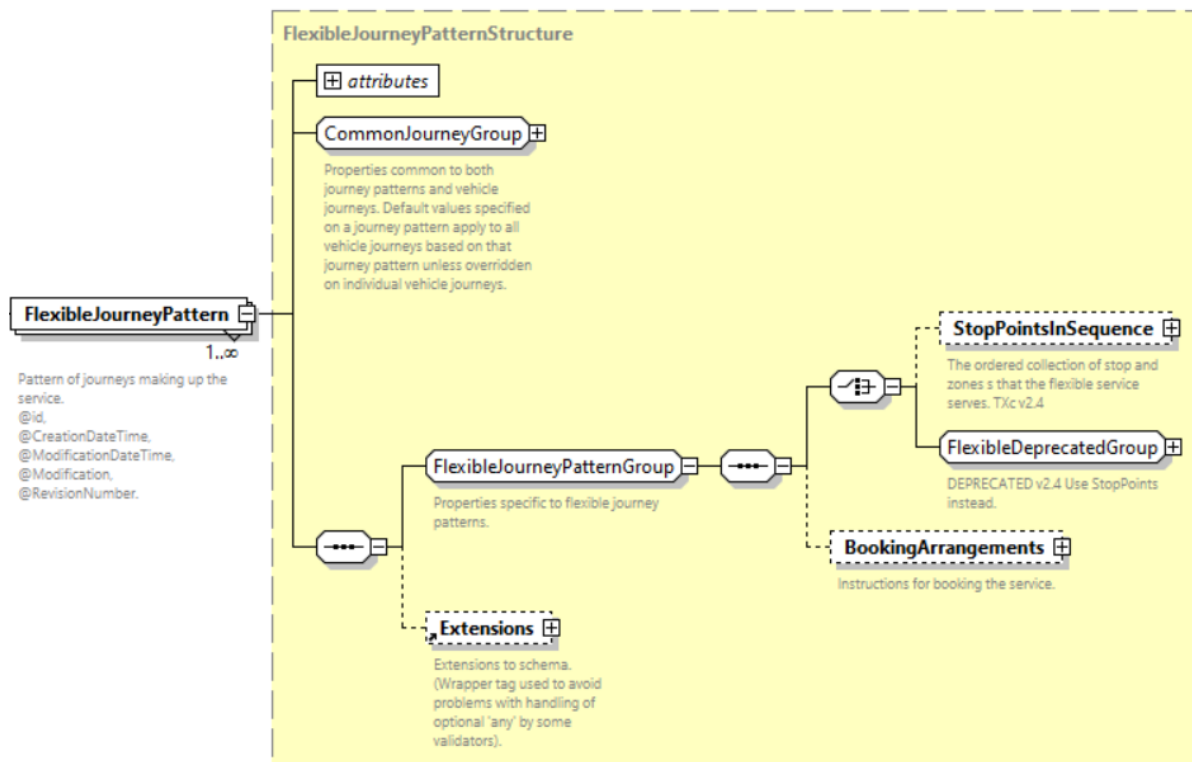 FlexibleJourneyPatternStructure
attributes
CommonJourneyGroup
Properties common to both
journey patterns and vehicle
journeys. Default values specified
on a journey pattern apply to all
vehicle journeys based on that
journey pattern unless overridden
on individual vehicle journeys.
FlexibleJourneyPattern
1..∞
Pattern of journeys making up the
service.
@id,
@CreationDateTime,
@ModificationDateTime,
@Modification,
@RevisionNumber.
StopPointsInSequence
The ordered collection of stop and
zones s that the flexible service
serves. TXc v2.4
FlexibleDeprecatedGroup
DEPRECATED v2.4 Use StopPoints
instead.
FlexibleJourneyPatternGroup
Properties specific to flexible journey
patterns.
BookingArrangements
Instructions for booking the service.
Extensions
Extensions to schema.
(Wrapper tag used to avoid
problems with handling of
optional 'any' by some
validators).